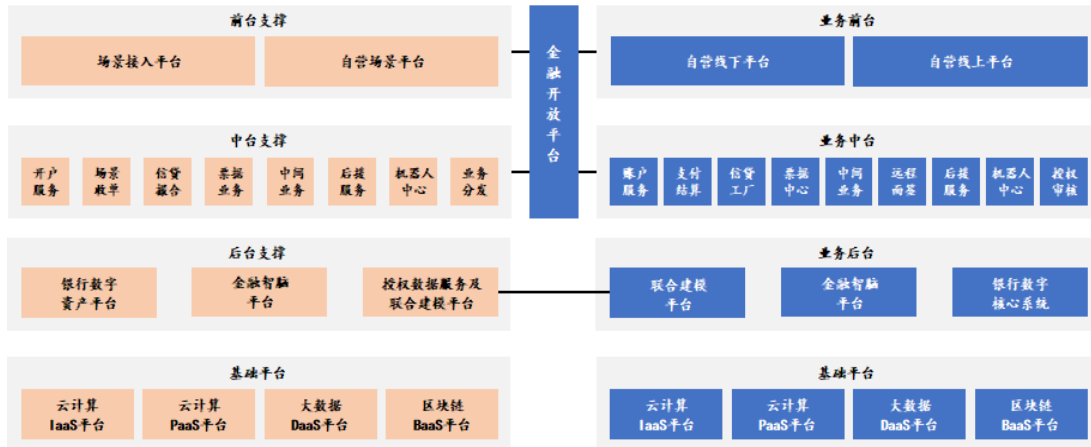 前台支撑
场景接入平台
自营场景平台
金融开放平台
业务前台
自营线下平台
自营线上平台
中台支撑
开户
服务
场景
收单
信贷
撮合
票据
业务
中间
业务
后援
服务
机器人
中心
业务
分发
业务中台
账户
服务
支付
结算
信贷
工厂
票据
中心
中间
业务
远程
面签
后援
服务
机器人
中心
授权
审核
后台支撑
银行数字
资产平台
金融智脑
平台
授权数据服务及
联合建模平台
业务后台
联合建模
平台
金融智脑
平台
银行数字
核心系统
基础平台
云计算
IaaS平台
云计算
PaaS平台
大数据
DaaS平台
区块链
BaaS平台
基础平台
云计算
IaaS平台
云计算
PaaS平台
大数据
DaaS平台
区块链
BaaS平台